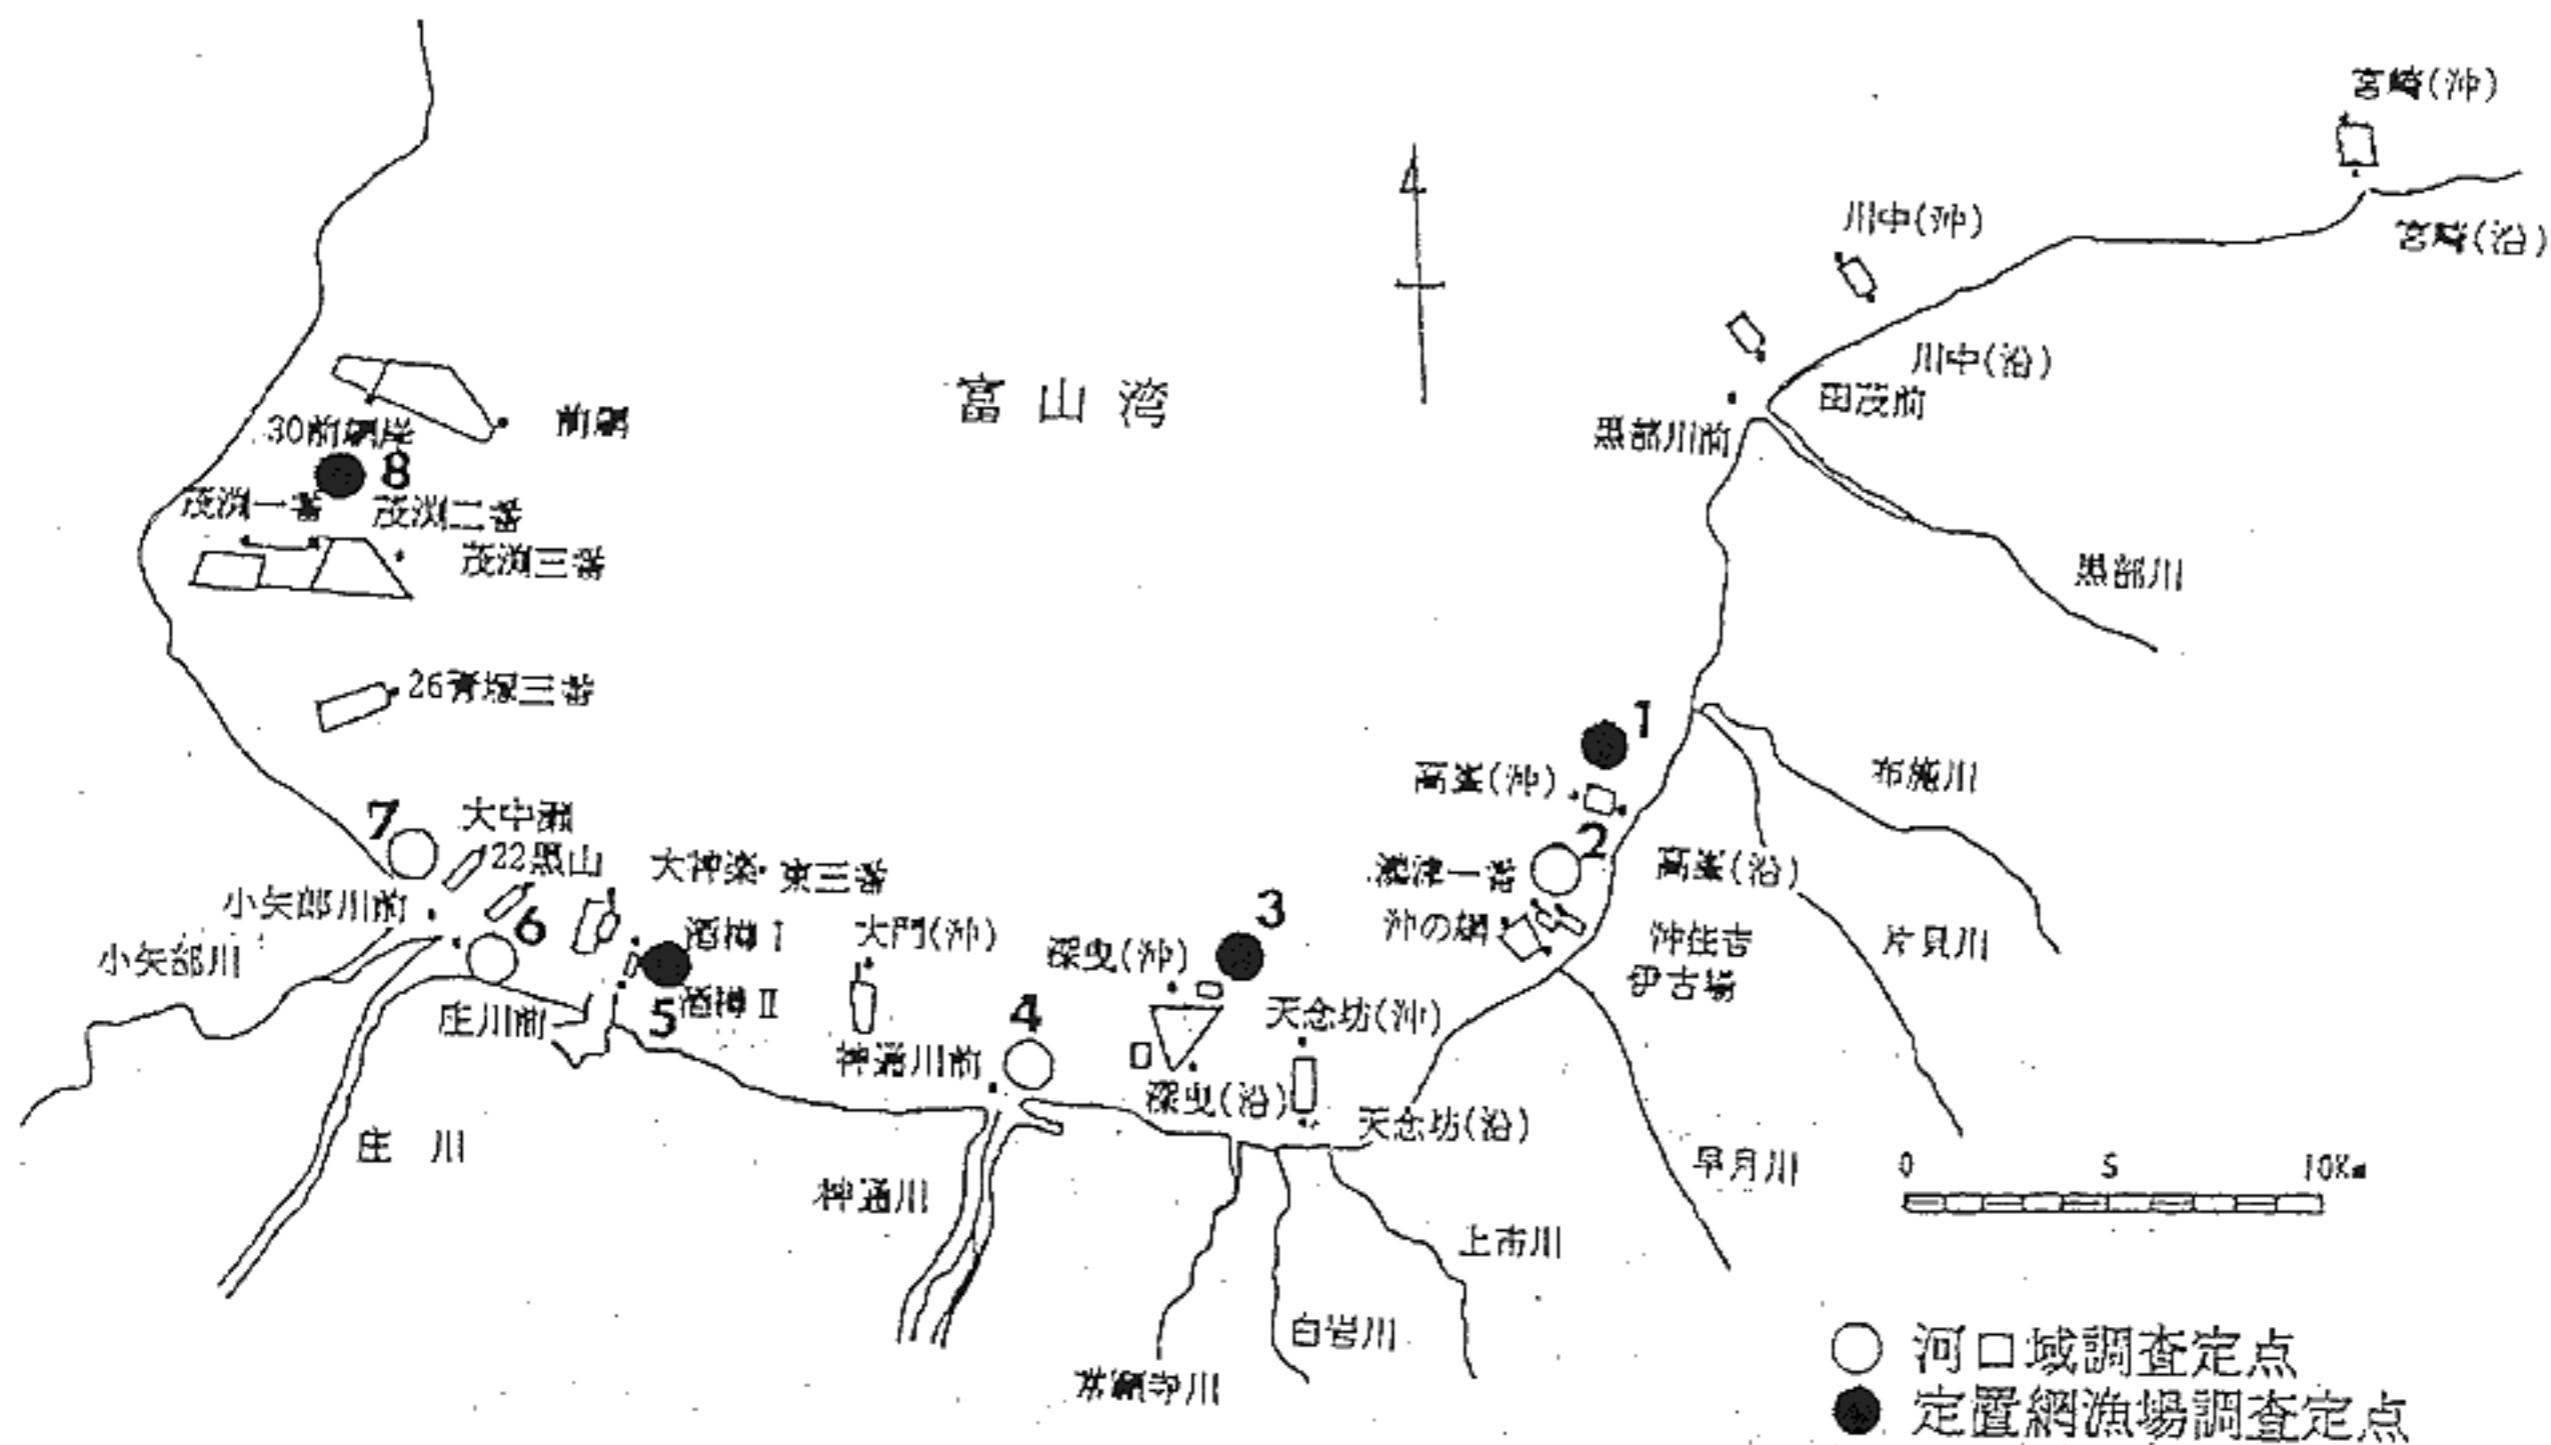 宮崎(沖)
宮崎(沿)
川中(沖)
川中(沿)
田茂前
黒部川前
黒部川
富山湾
前網
30前網岸
8
茂渕一番
茂渕二番
茂渕三番
26青塚三番
1
高峯(沖)
布施川
2
高峯(沿)
7
大中瀬
22黒山
大神楽
東三番
小矢部川前
6
酒樽I
大門(沖)
深曳(沖)
3
沖の網
沖住吉
伊古場
片貝川
小矢部川
庄川前
5
酒樽II
4
天念坊(沖)
神通川前
深曳(沿)
天念坊(沿)
庄川
神通川
早月川
0 5 10Km
上市川
白岩川
常願寺川
河口域調査定点
定置網漁場調査定点